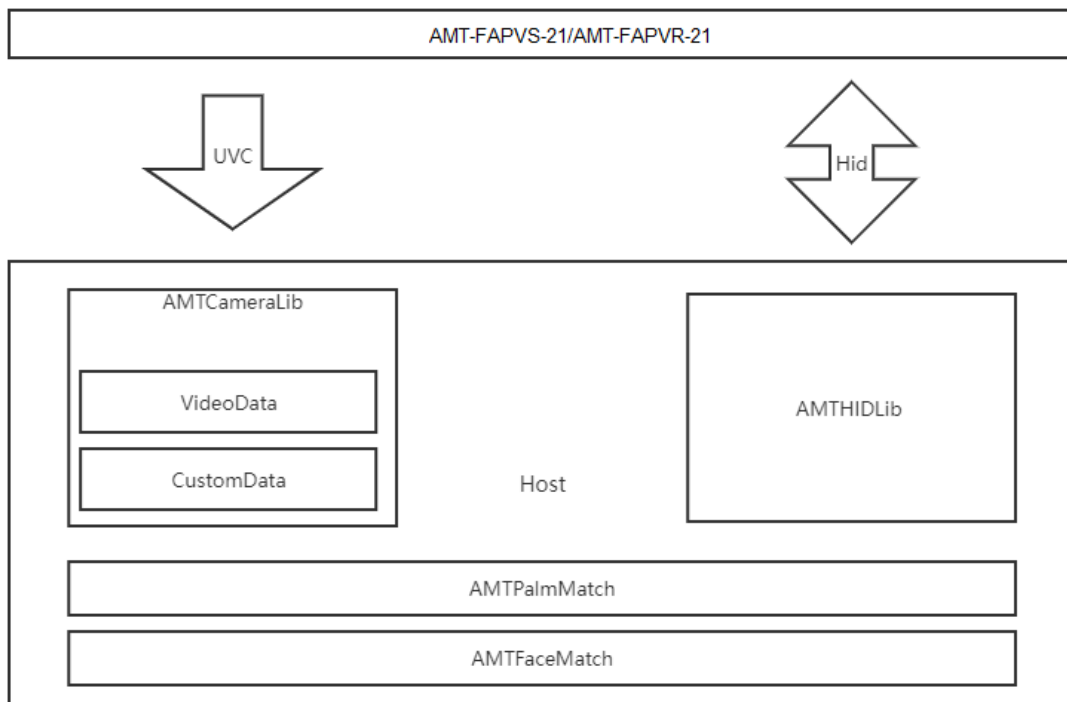 AMT-FAPVS-21/AMT-FAPVR-21
UVC
Hid
AMTCameraLib
VideoData
CustomData
Host
AMTHIDLib
AMTPalmMatch
AMTFaceMatch